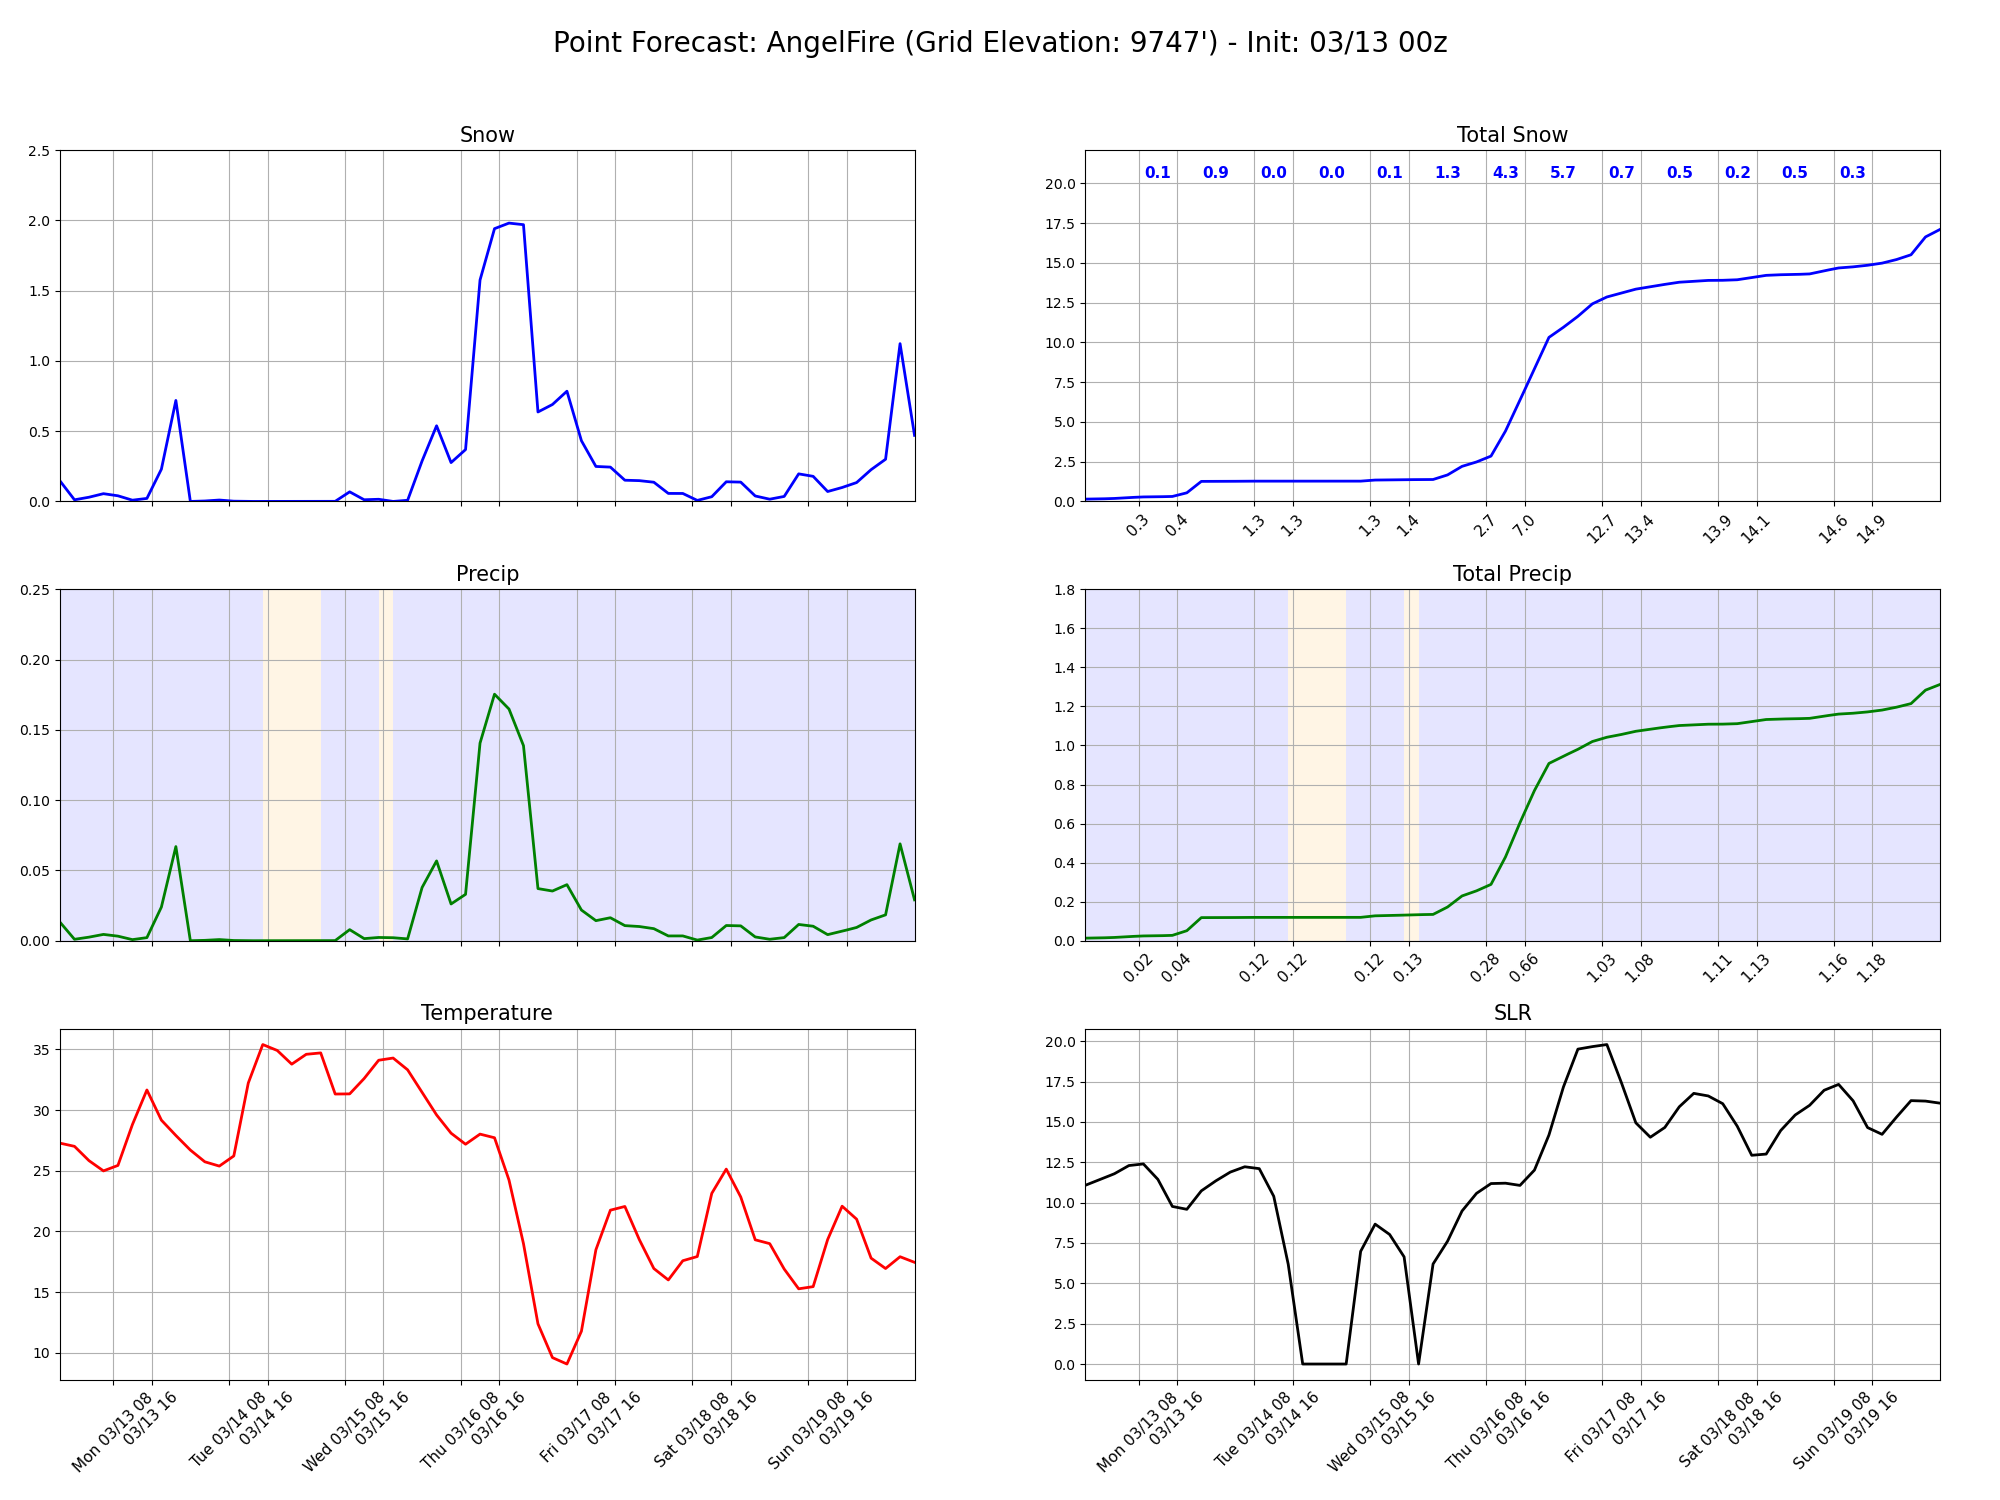 Point Forecast: AngelFire (Grid Elevation: 9747') - Init: 03/13 00z
Snow
2.5
2.0
1.5
1.0
0.5
0.0
Total Snow
0.1 0.9 0.0 0.0 0.1 1.3 4.3 5.7 0.7 0.5 0.2 0.5 0.3
20.0
17.5
15.0
12.5
10.0
7.5
5.0
2.5
0.0
0.3 0.4 1.3 1.3 1.3 1.4 2.7 7.0 12.7 13.4 13.9 14.1 14.6 14.9
Precip
0.25
0.20
0.15
0.10
0.05
0.00
Total Precip
1.8
1.6
1.4
1.2
1.0
0.8
0.6
0.4
0.2
0.0
0.02 0.04 0.12 0.12 0.12 0.13 0.28 0.66 1.03 1.08 1.11 1.13 1.16 1.18
Temperature
35
30
25
20
15
10
Mon 03/13 08
03/13 16
Tue 03/14 08
03/14 16
Wed 03/15 08
03/15 16
Thu 03/16 08
03/16 16
Fri 03/17 08
03/17 16
Sat 03/18 08
03/18 16
Sun 03/19 08
03/19 16
SLR
20.0
17.5
15.0
12.5
10.0
7.5
5.0
2.5
0.0
Mon 03/13 08
03/13 16
Tue 03/14 08
03/14 16
Wed 03/15 08
03/15 16
Thu 03/16 08
03/16 16
Fri 03/17 08
03/17 16
Sat 03/18 08
03/18 16
Sun 03/19 08
03/19 16